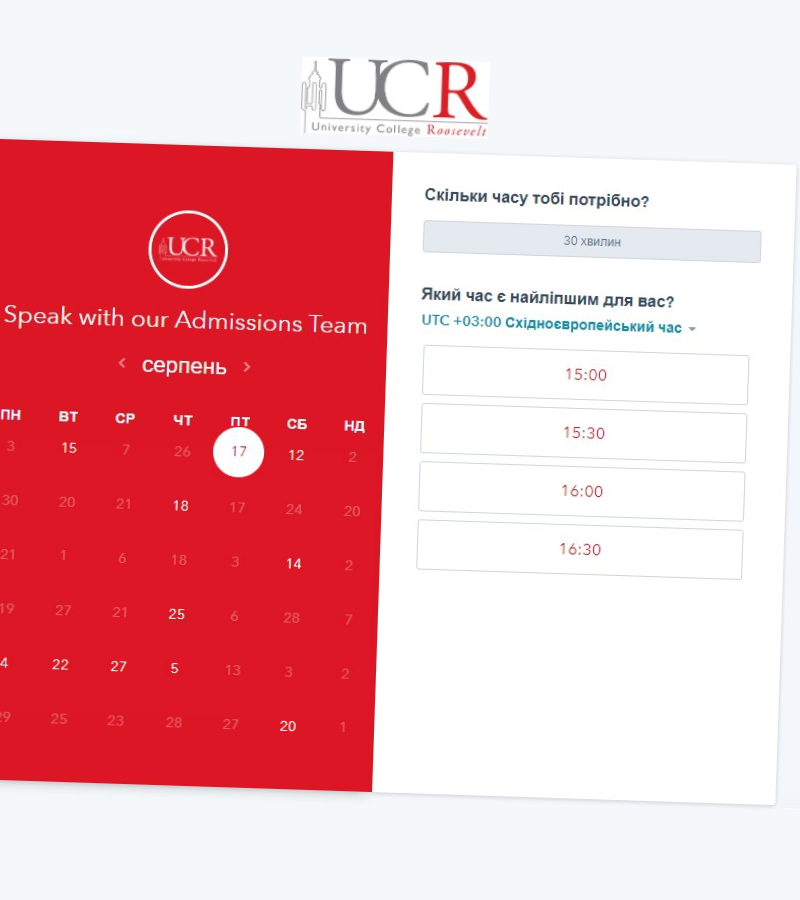 UCR
University College Roosevelt
UCR
Speak with our Admissions Team
серпень
ПН ВТ СР ЧТ ПТ СБ НД
3 15 7 26 17 12 2
30 20 21 18 17 24 20
21 1 6 18 3 14 2
19 27 21 25 6 28 7
4 22 27 5 13 3 2
29 25 23 28 27 20 1
Скільки часу тобі потрібно?
30 хвилин
Який час є найліпшим для вас?
UTC +03:00 Східноєвропейський час
15:00
15:30
16:00
16:30